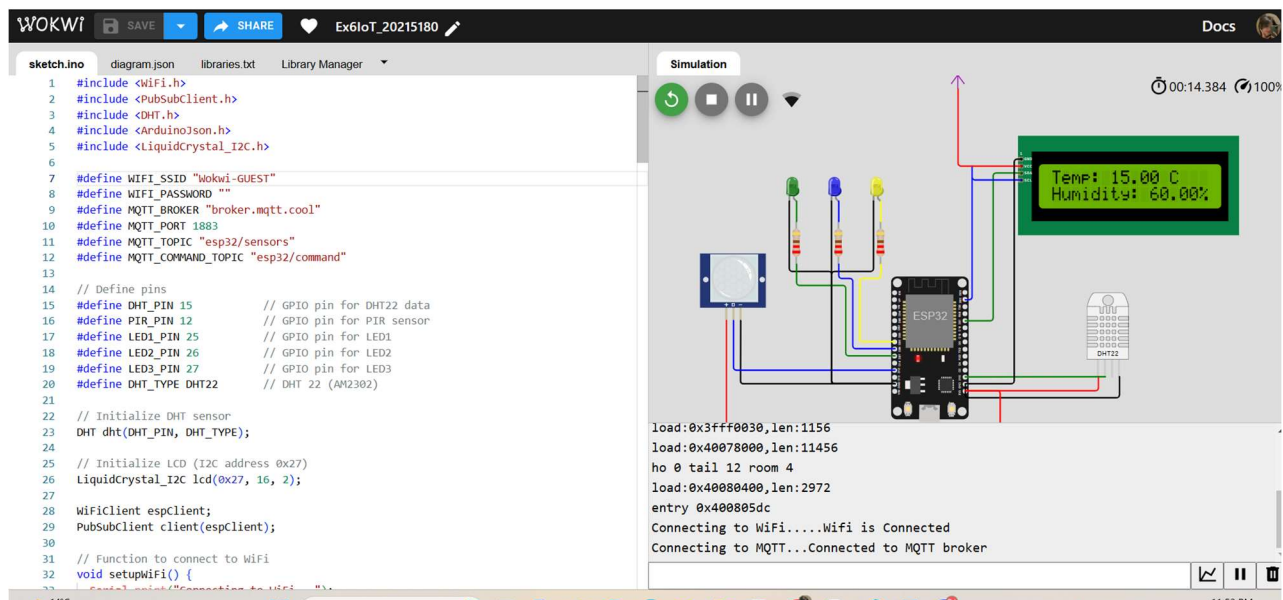 WOKWi SAVE SHARE Ex6IoT_20215180 Docs
sketch.ino diagram.json libraries.txt Library Manager
1 #include <WiFi.h>
2 #include <PubSubClient.h>
3 #include <DHT.h>
4 #include <ArduinoJson.h>
5 #include <LiquidCrystal_I2C.h>
6
7 #define WIFI_SSID "Wokwi-GUEST"
8 #define WIFI_PASSWORD ""
9 #define MQTT_BROKER "broker.mqtt.cool"
10 #define MQTT_PORT 1883
11 #define MQTT_TOPIC "esp32/sensors"
12 #define MQTT_COMMAND_TOPIC "esp32/command"
13
14 // Define pins
15 #define DHT_PIN 15 // GPIO pin for DHT22 data
16 #define PIR_PIN 12 // GPIO pin for PIR sensor
17 #define LED1_PIN 25 // GPIO pin for LED1
18 #define LED2_PIN 26 // GPIO pin for LED2
19 #define LED3_PIN 27 // GPIO pin for LED3
20 #define DHT_TYPE DHT22 // DHT 22 (AM2302)
21
22 // Initialize DHT sensor
23 DHT dht(DHT_PIN, DHT_TYPE);
24
25 // Initialize LCD (I2C address 0x27)
26 LiquidCrystal_I2C lcd(0x27, 16, 2);
27
28 WiFiClient espClient;
29 PubSubClient client(espClient);
30
31 // Function to connect to WiFi
32 void setupWiFi() {
Simulation
00:14.384 100%
Temp: 15.00 C
Humidity: 60.00%
ESP32
DHT22
load:0x3fff0030,len:1156
load:0x40078000,len:11456
ho 0 tail 12 room 4
load:0x40080400,len:2972
entry 0x400805dc
Connecting to WiFi.....Wifi is Connected
Connecting to MQTT...Connected to MQTT broker